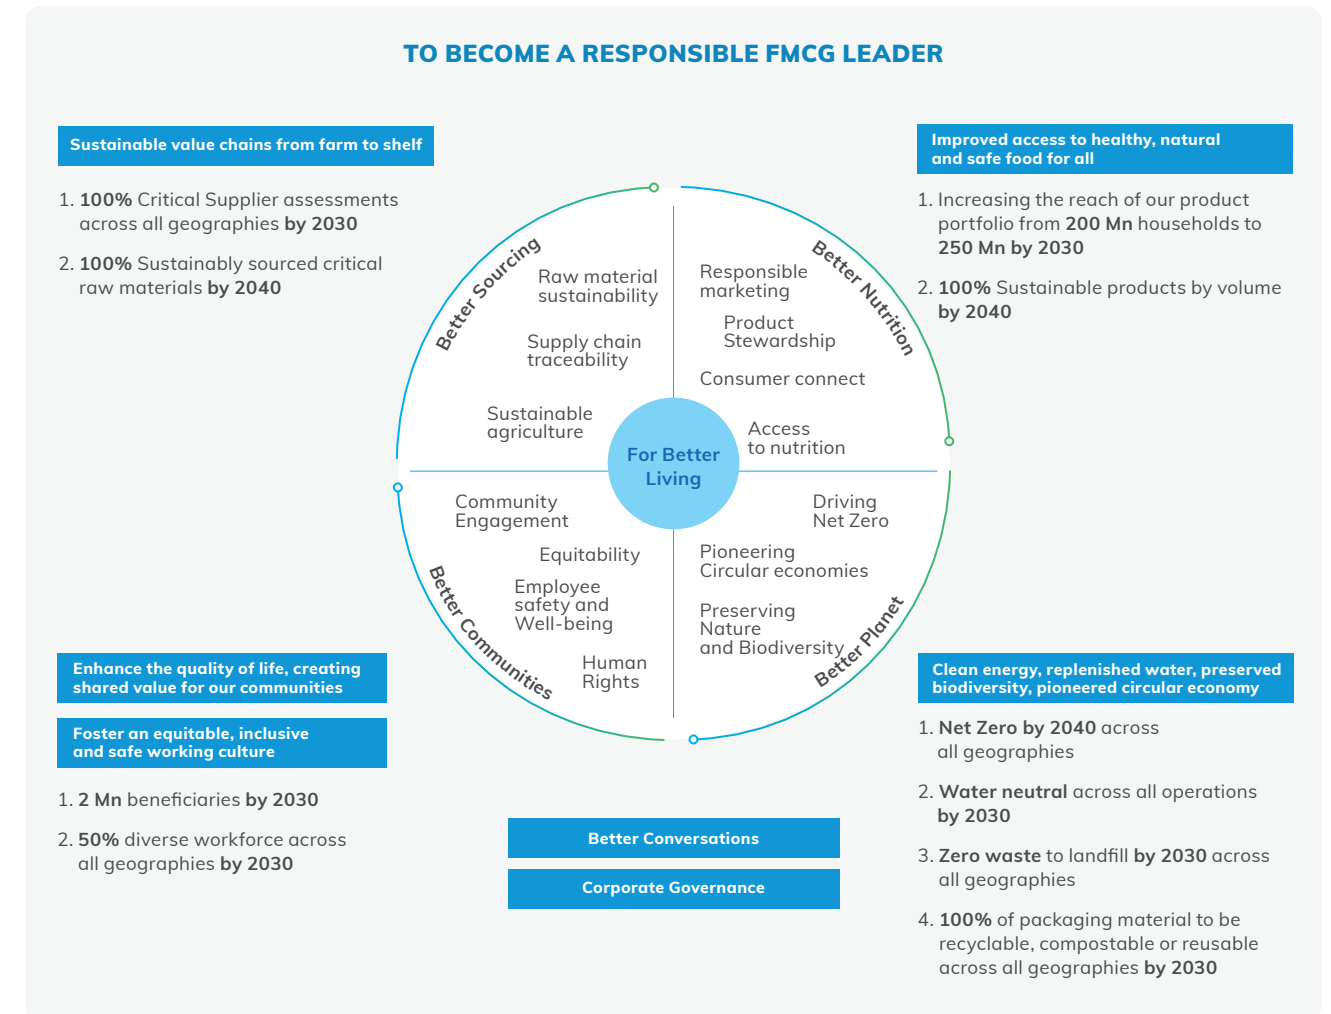 TO BECOME A RESPONSIBLE FMCG LEADER
Sustainable value chains from farm to shelf
1. 100% Critical Supplier assessments
across all geographies by 2030
2. 100% Sustainably sourced critical
raw materials by 2040
Improved access to healthy, natural
and safe food for all
1. Increasing the reach of our product
portfolio from 200 Mn households to
250 Mn by 2030
2. 100% Sustainable products by volume
by 2040
Better Sourcing
Raw material
sustainability
Supply chain
traceability
Sustainable
agriculture
Better Nutrition
Responsible
marketing
Product
Stewardship
Consumer connect
Access
to nutrition
For Better
Living
Better Communities
Community
Engagement
Equitability
Employee
safety and
Well-being
Human
Rights
Better Planet
Driving
Net Zero
Pioneering
Circular economies
Preserving
Nature
and Biodiversity
Enhance the quality of life, creating
shared value for our communities
Foster an equitable, inclusive
and safe working culture
1. 2 Mn beneficiaries by 2030
2. 50% diverse workforce across
all geographies by 2030
Clean energy, replenished water, preserved
biodiversity, pioneered circular economy
1. Net Zero by 2040 across
all geographies
2. Water neutral across all operations
by 2030
3. Zero waste to landfill by 2030 across
all geographies
4. 100% of packaging material to be
recyclable, compostable or reusable
across all geographies by 2030
Better Conversations
Corporate Governance